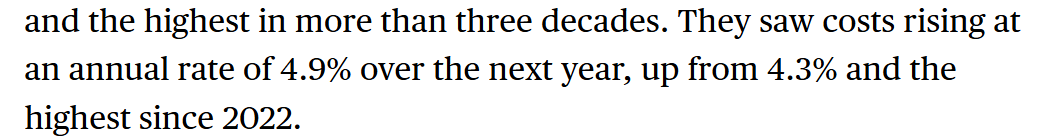 and the highest in more than three decades. They saw costs rising at
an annual rate of 4.9% over the next year, up from 4.3% and the
highest since 2022.